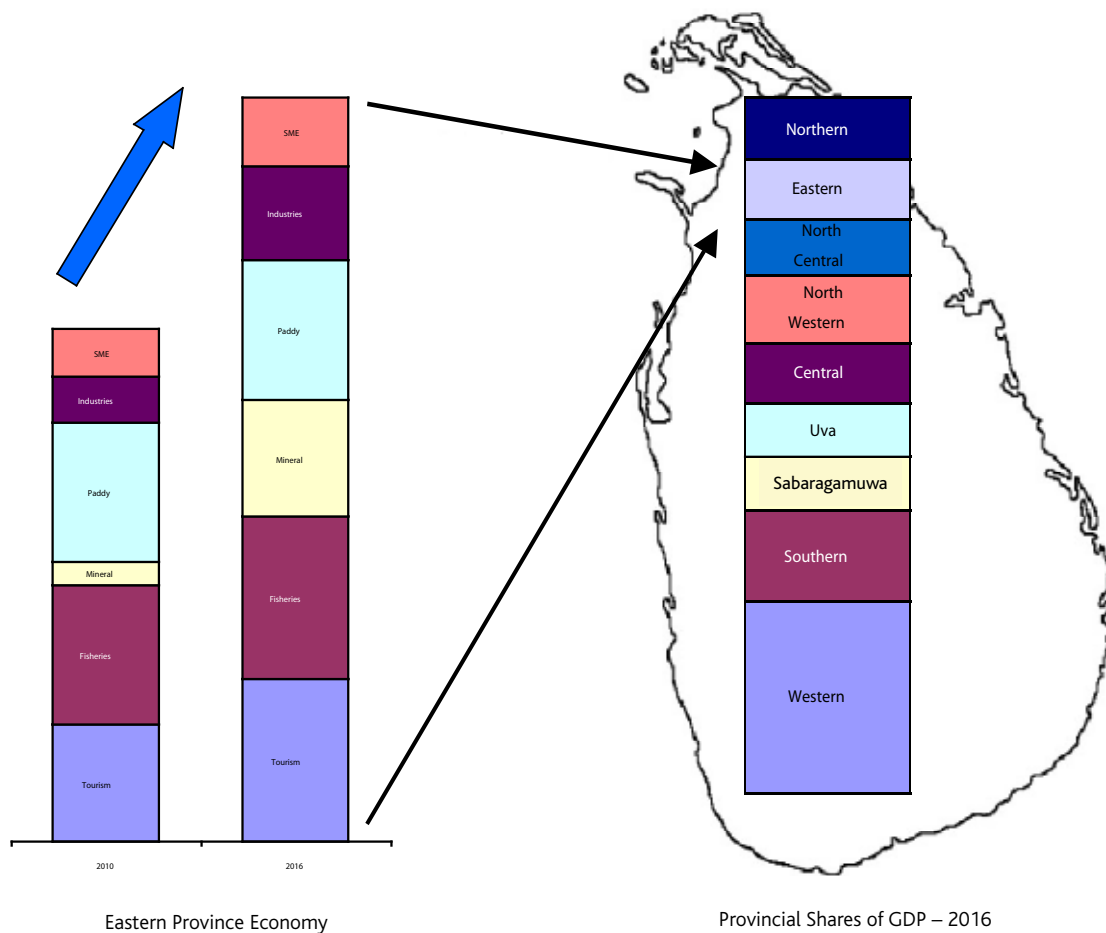 SME
Industries
Paddy
Mineral
Fisheries
Tourism
2010
SME
Industries
Paddy
Mineral
Fisheries
Tourism
2016
Eastern Province Economy
Northern
Eastern
North
Central
North
Western
Central
Uva
Sabaragamuwa
Southern
Western
Provincial Shares of GDP – 2016